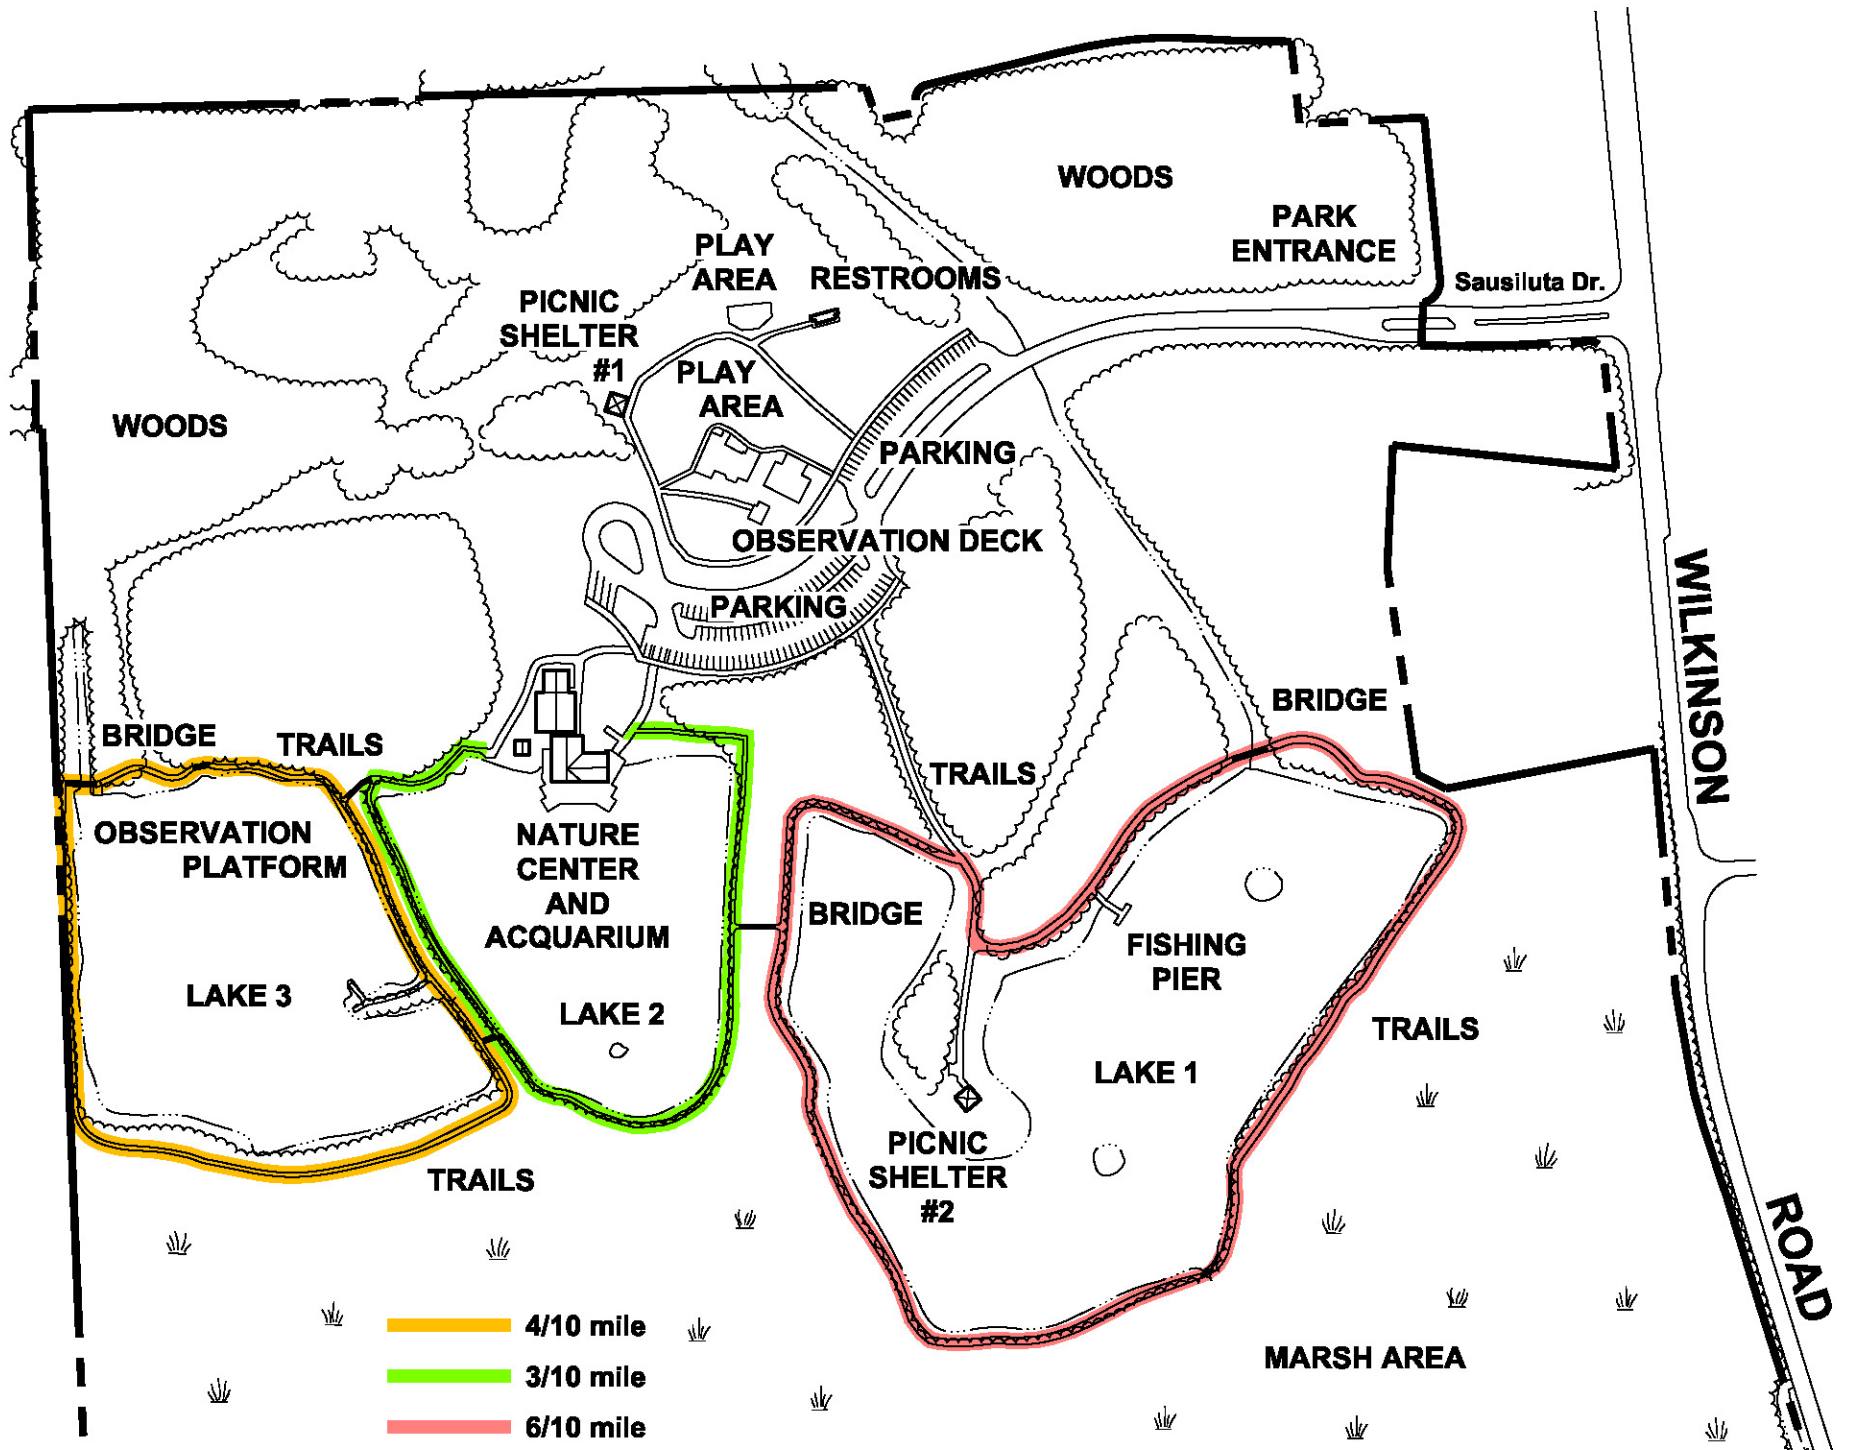 WOODS
PARK
ENTRANCE
PLAY
AREA
RESTROOMS
Sausiluta Dr.
PICNIC
SHELTER
#1
PLAY
AREA
WOODS
PARKING
OBSERVATION DECK
PARKING
WILKINSON
BRIDGE
BRIDGE
TRAILS
TRAILS
OBSERVATION
PLATFORM
NATURE
CENTER
AND
ACQUARIUM
BRIDGE
FISHING
PIER
LAKE 3
LAKE 2
TRAILS
LAKE 1
PICNIC
SHELTER
#2
TRAILS
ROAD
4/10 mile
3/10 mile
6/10 mile
MARSH AREA